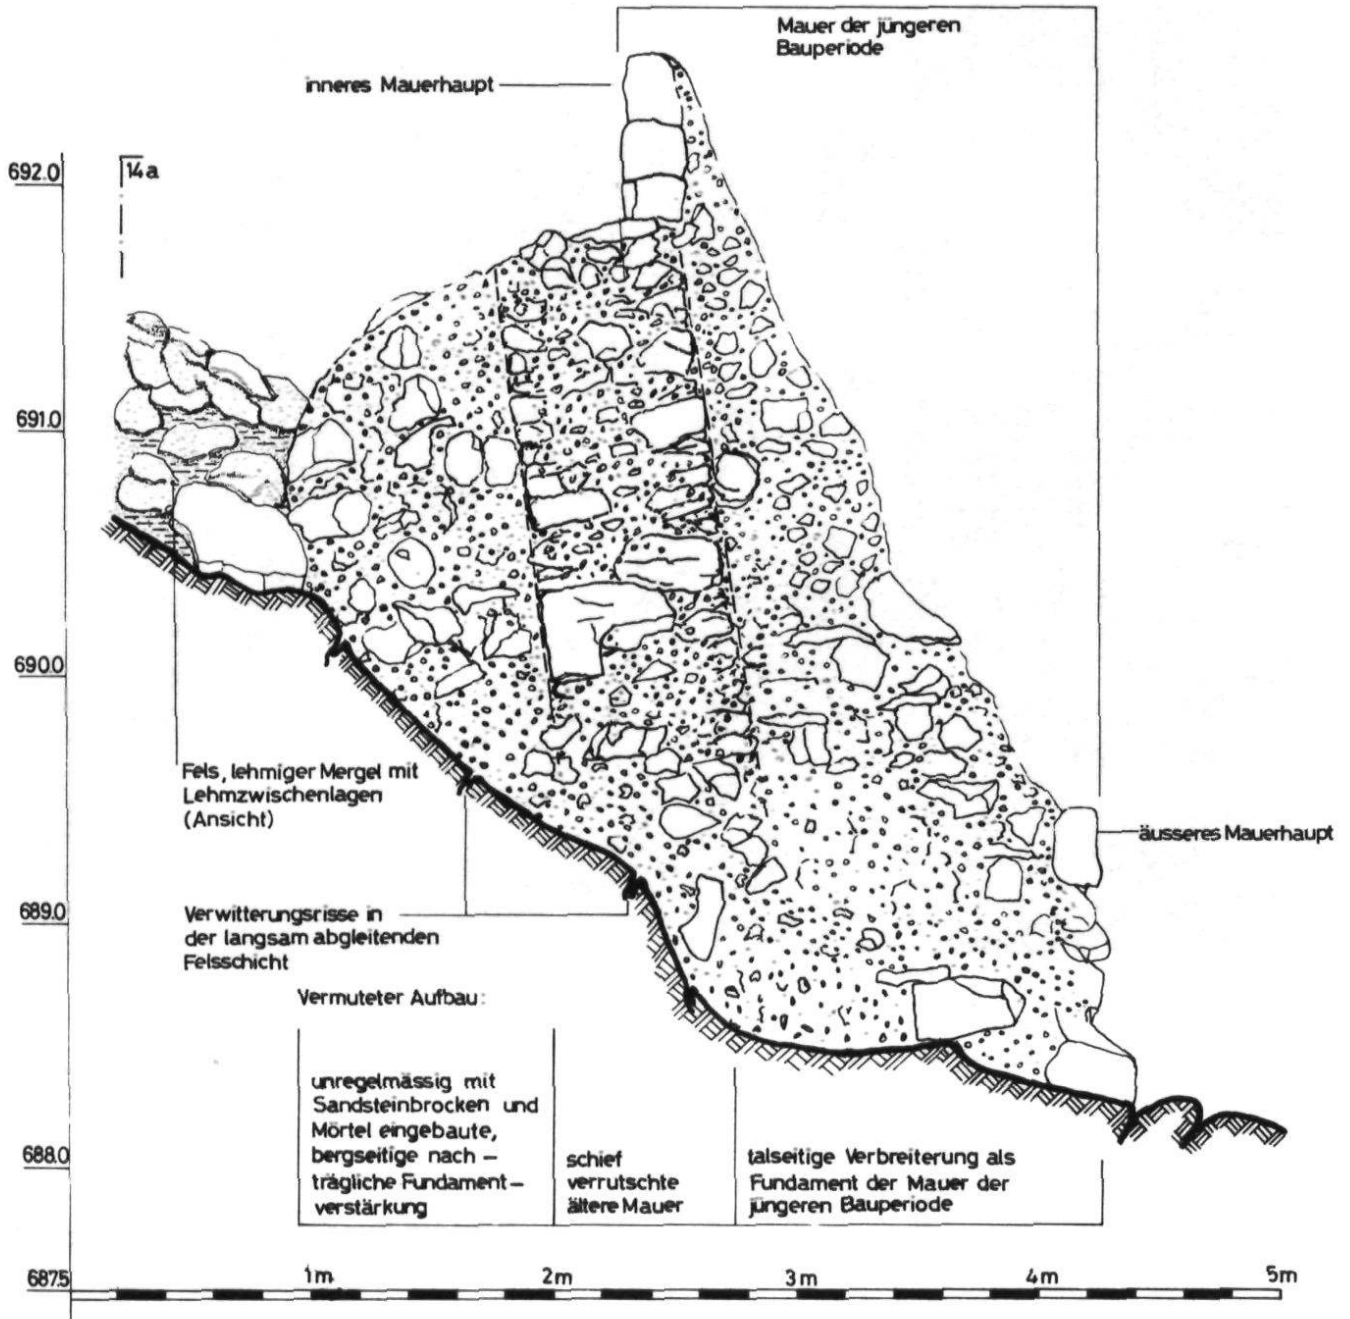 Mauer der jüngeren
Bauperiode
inneres Mauerhaupt
692.0
14a
691.0
690.0
Fels, lehmiger Mergel mit
Lehmzwischenlagen
(Ansicht)
äusseres Mauerhaupt
689.0
Verwitterungsrisse in
der langsam abgleitenden
Felsschicht
Vermuteter Aufbau:
unregelmässig mit
Sandsteinbrocken und
Mörtel eingebaute,
bergseitige nach –
trägliche Fundament –
verstärkung
schief
verrutschte
ältere Mauer
talseitige Verbreiterung als
Fundament der Mauer der
jüngeren Bauperiode
688.0
687.5
1m
2m
3m
4m
5m